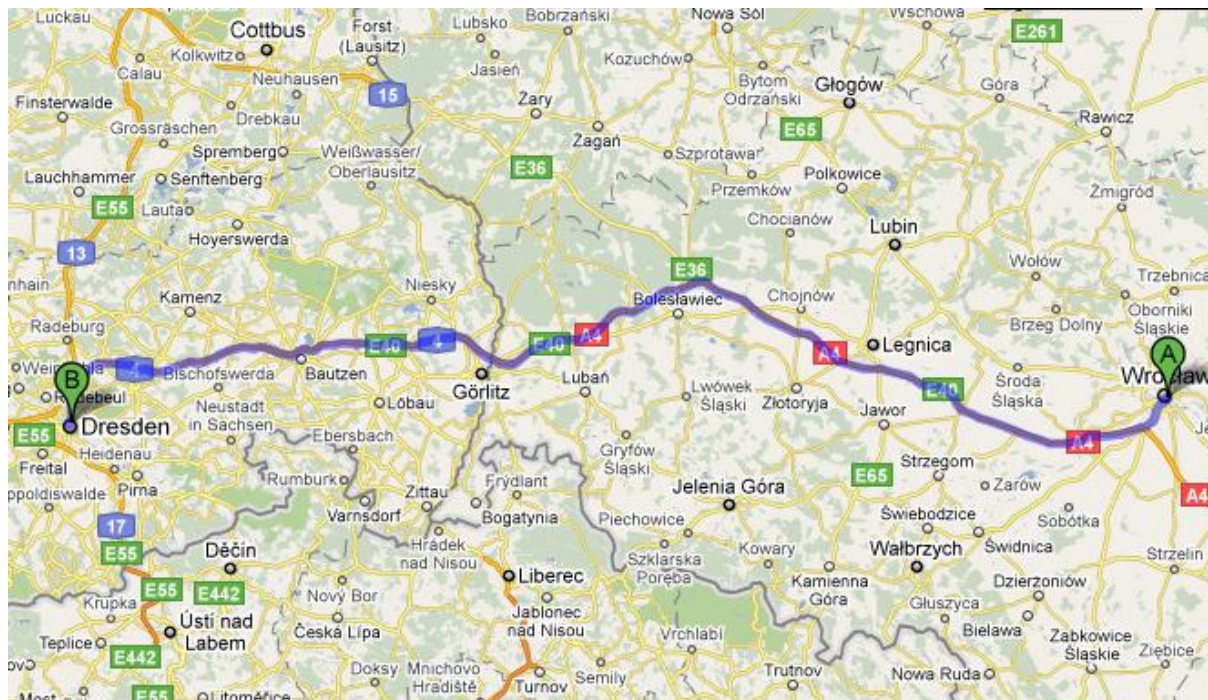 Luckau
Cottbus
Forst
(Lausitz)
Lubsko
Bobrzański
Nowa Sól
Wschowa
E261
Kolkwitz
Calau
Neuhausen
Jasień
Kozuchów
Finsterwalde
Drebkau
15
Żary
Bytom
Odrzański
Głogów
Góra
Rawicz
Grossräschen
Żagań
E65
Spremberg
Weißwasser/
Oberlausitz
E36
Szprotawa
Polkowice
Lauchhammer
Senftenberg
Przemków
Żmigród
E55
Lauta
Hoyerswerda
Chocianów
Lubin
13
Wołów
Trzebnica
nhain
Kamenz
Niesky
E36
Bolesławiec
Chojnów
Oborniki
Śląskie
Radeburg
Brzeg Dolny
E40
4
E40
A4
A4
Legnica
A
4
Bischofswerda
Bautzen
Görlitz
Lubań
E40
Środa
Śląska
B
Löbau
Lwówek
Śląski
Złotoryja
Jawor
Dresden
Neustadt
in Sachsen
E55
Ebersbach
Gryfów
Śląski
A4
Freital
Heidenau
Strzegom
Pirna
Rumburk
Zittau
Frýdlant
Jelenia Góra
E65
Żarów
A4
oppoldiswalde
Varnsdorf
Bogatynia
Piechowice
Świebodzice
Sobótka
17
Hrádek
nad Nisou
Szklarska
Poręba
Kowary
Wałbrzych
Świdnica
E55
Děčín
Liberec
Strzelin
E55
E442
Nový Bor
Kamienna
Góra
Dzierżoniów
Krupka
Jablonec
nad Nisou
Głuszyca
Ústí nad
Labem
Česká Lípa
Bielawa
Teplice
Vrchlabí
Ząbkowice
Śląskie
Ziębice
E442
Doksy
Mnichovo
Hradiště
Turnov
Semily
Trutnov
Nowa Ruda
E55
Litoměřice